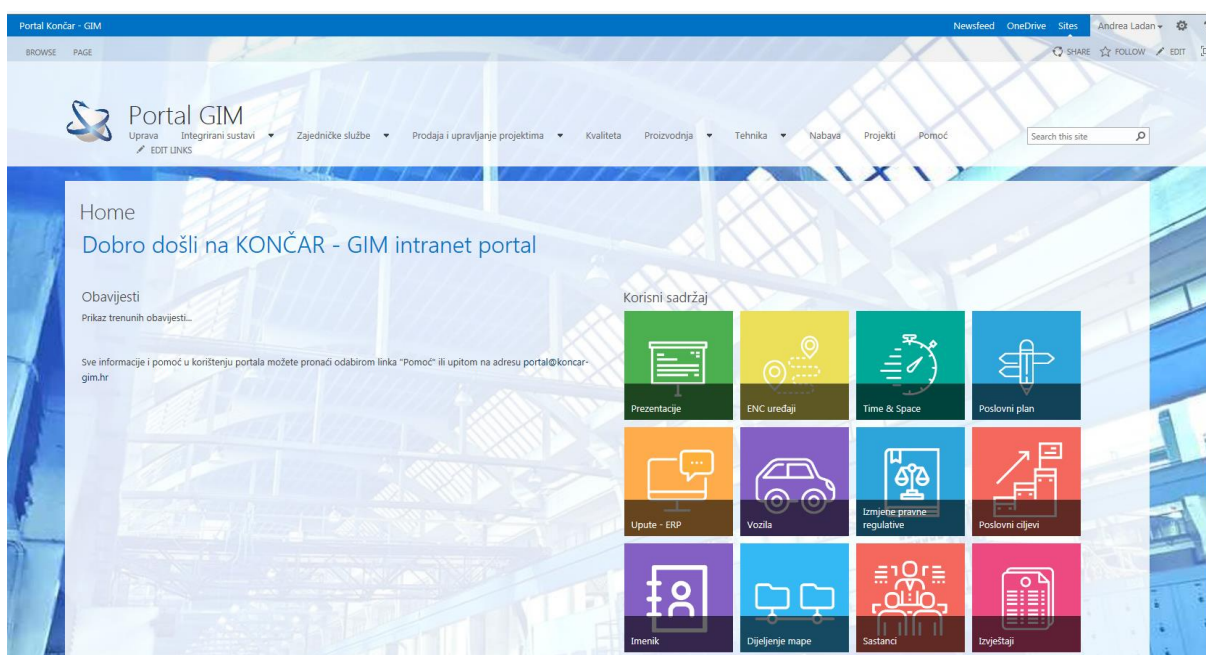 Portal Končar - GIM
Newsfeed OneDrive Sites Andrea Ladan
BROWSE PAGE
SHARE FOLLOW EDIT
Portal GIM
Uprava Integrirani sustavi Zajedničke službe Prodaja i upravljanje projektima Kvaliteta Proizvodnja Tehnika Nabava Projekti Pomoć
EDIT LINKS
Search this site
Home
Dobro došli na KONČAR - GIM intranet portal
Obavijesti
Prikaz trenunih obavijesti...
Sve informacije i pomoć u korištenju portala možete pronaći odabirom linka "Pomoć" ili upitom na adresu portal@koncar-
gim.hr
Korisni sadržaj
Prezentacije
ENC uređaji
Time & Space
Poslovni plan
Upute - ERP
Vozila
Izmjene pravne
regulative
Poslovni ciljevi
Imenik
Dijeljenje mape
Sastanci
Izvještaji